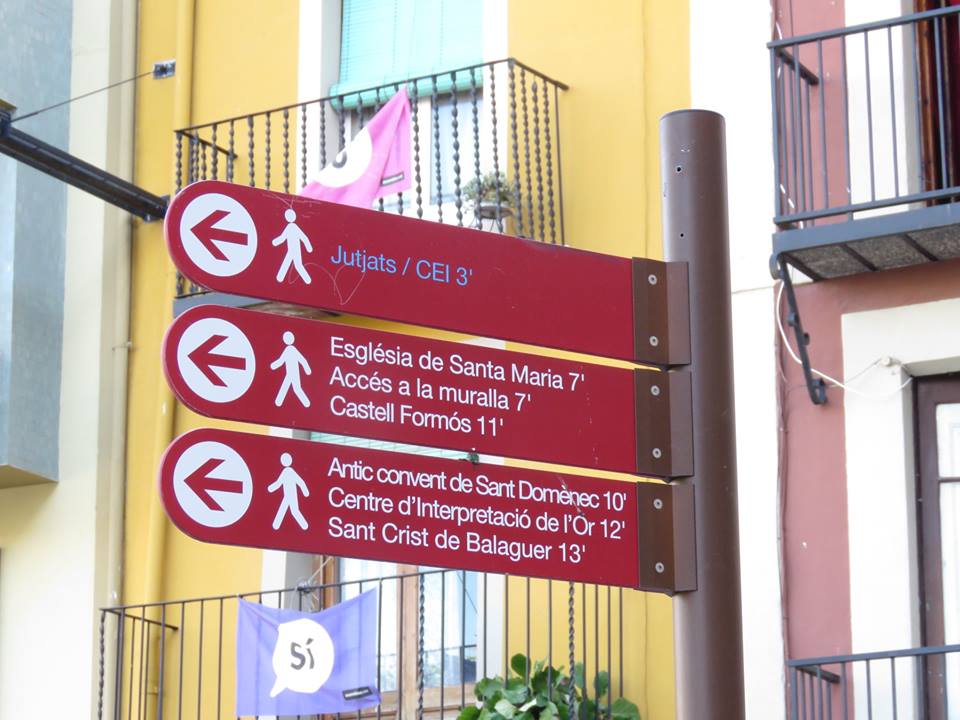 Sí
Jutjats / CEI 3'
Església de Santa Maria 7'
Accés a la muralla 7'
Castell Formós 11'
Antic convent de Sant Domènec 10'
Centre d'Interpretació de l'Or 12'
Sant Crist de Balaguer 13'
Sí